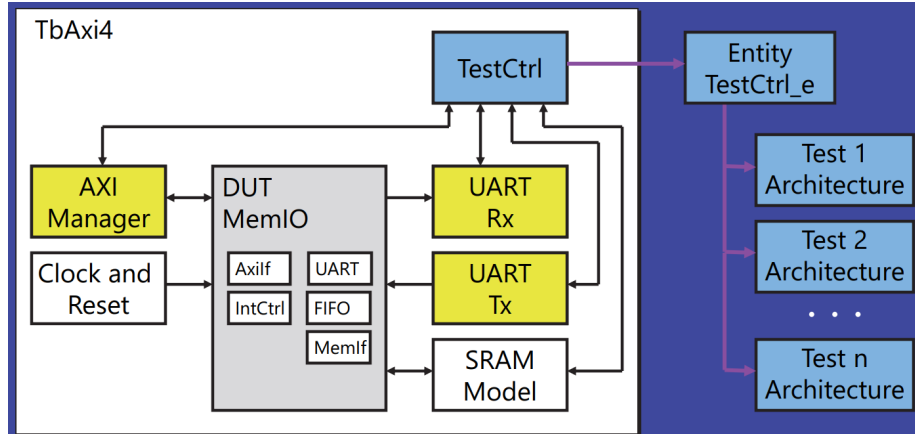 TbAxi4
TestCtrl
Entity
TestCtrl_e
AXI
Manager
DUT
MemIO
UART
Rx
Test 1
Architecture
Clock and
Reset
AxiIf
UART
IntCtrl
FIFO
MemIf
UART
Tx
Test 2
Architecture
. . .
SRAM
Model
Test n
Architecture